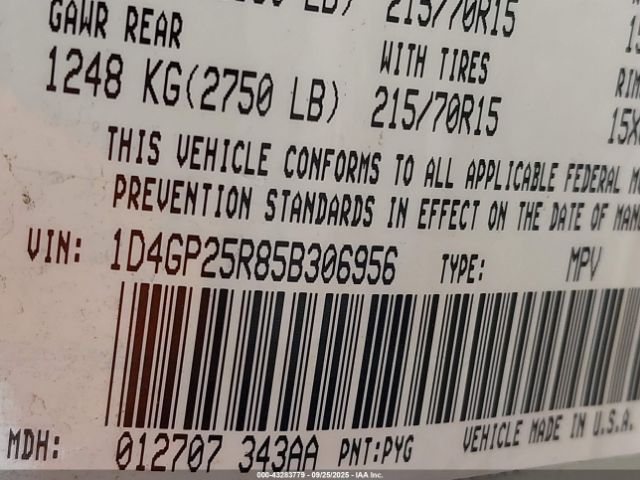 215/70R15
GAWR REAR
WITH TIRES
1248 KG(2750 LB)
215/70R15
THIS VEHICLE CONFORMS TO ALL APPLICABLE FEDERAL
PREVENTION STANDARDS IN EFFECT ON THE DATE OF
VIN: 1D4GP25R85B306956 TYPE: MPV
MDH: 012707 343AA PNT:PYG VEHICLE MADE IN U.S.A.
000-43283779 - 09/25/2025 - IAA Inc.